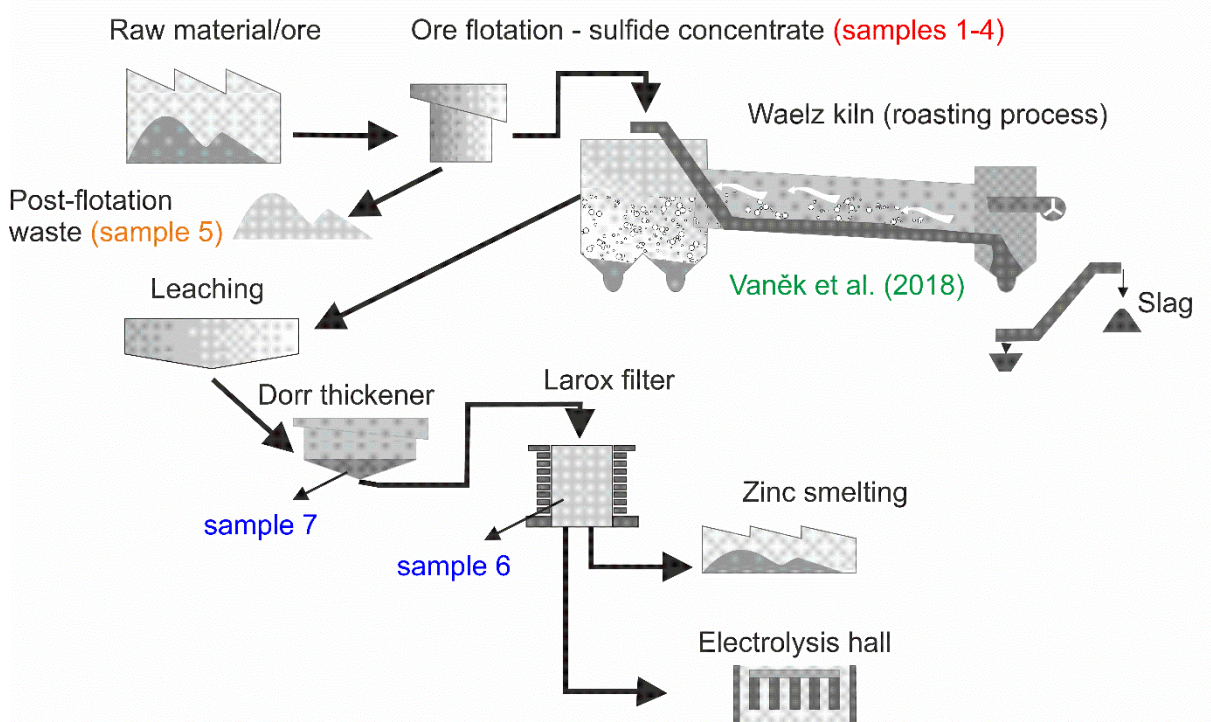 Raw material/ore
Ore flotation - sulfide concentrate (samples 1-4)
Waelz kiln (roasting process)
Post-flotation
waste (sample 5)
Vaněk et al. (2018)
Leaching
Slag
Dorr thickener
Larox filter
Zinc smelting
sample 7
sample 6
Electrolysis hall